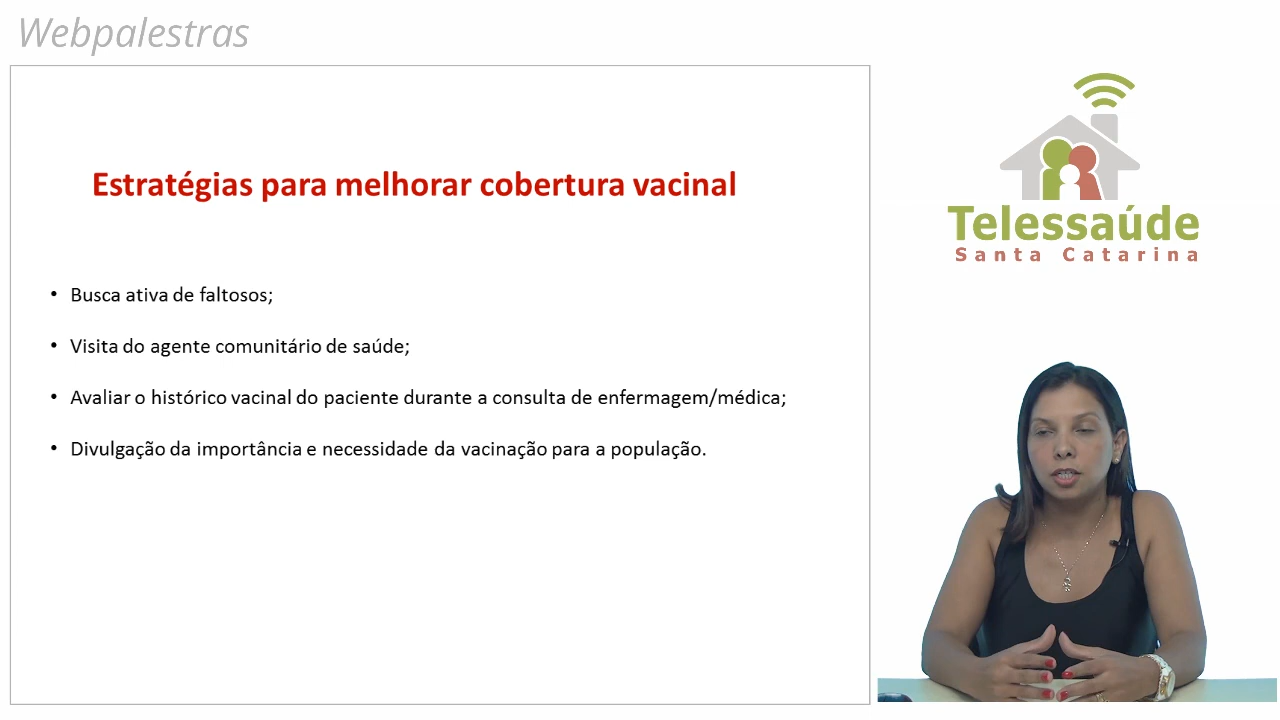 Webpalestras
Estratégias para melhorar cobertura vacinal
• Busca ativa de faltosos;
• Visita do agente comunitário de saúde;
• Avaliar o histórico vacinal do paciente durante a consulta de enfermagem/médica;
• Divulgação da importância e necessidade da vacinação para a população.
Telessaúde
Santa Catarina